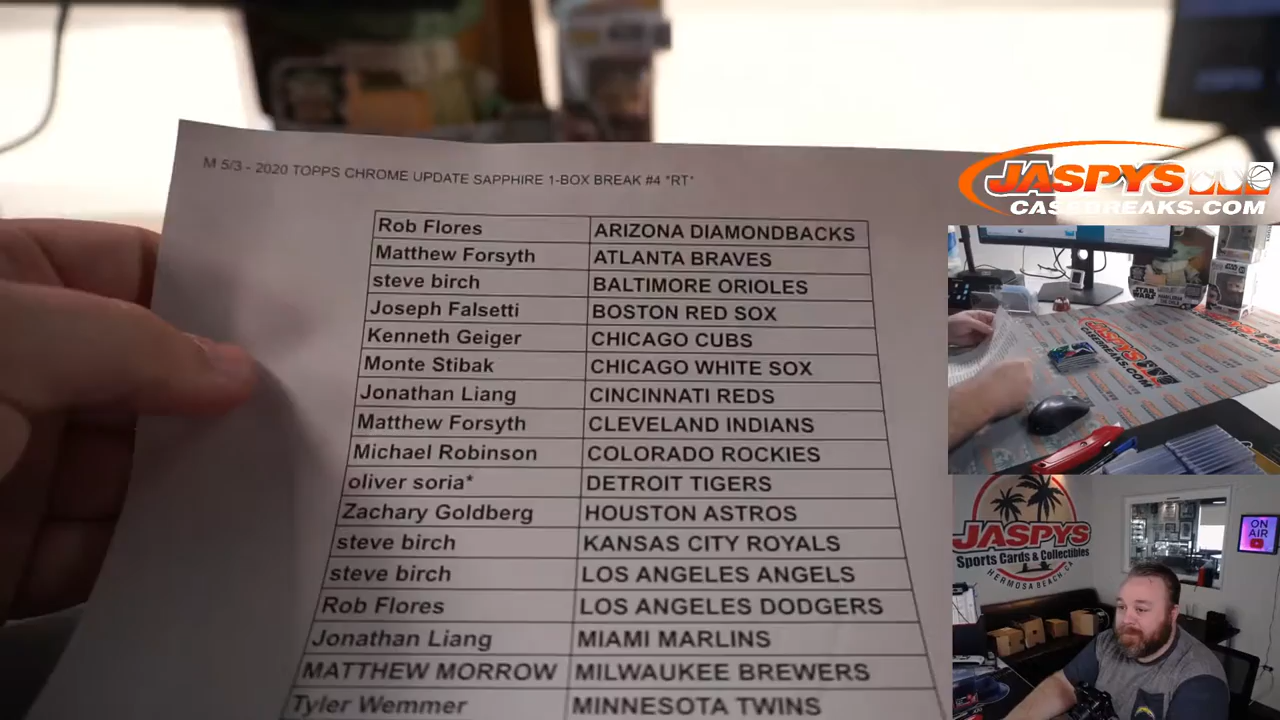 M 5/3 - 2020 TOPPS CHROME UPDATE SAPPHIRE 1-BOX BREAK #4 *RT*
Rob Flores ARIZONA DIAMONDBACKS
Matthew Forsyth ATLANTA BRAVES
steve birch BALTIMORE ORIOLES
Joseph Falsetti BOSTON RED SOX
Kenneth Geiger CHICAGO CUBS
Monte Stibak CHICAGO WHITE SOX
Jonathan Liang CINCINNATI REDS
Matthew Forsyth CLEVELAND INDIANS
Michael Robinson COLORADO ROCKIES
oliver soria* DETROIT TIGERS
Zachary Goldberg HOUSTON ASTROS
steve birch KANSAS CITY ROYALS
steve birch LOS ANGELES ANGELS
Rob Flores LOS ANGELES DODGERS
Jonathan Liang MIAMI MARLINS
MATTHEW MORROW MILWAUKEE BREWERS
Tyler Wemmer MINNESOTA TWINS
JASPYS
CASEBREAKS.COM
STAR WARS
JASPYS
CASEBREAKS.COM
JASPYS
Sports Cards & Collectibles
HERMOSA BEACH, CA
ON AIR